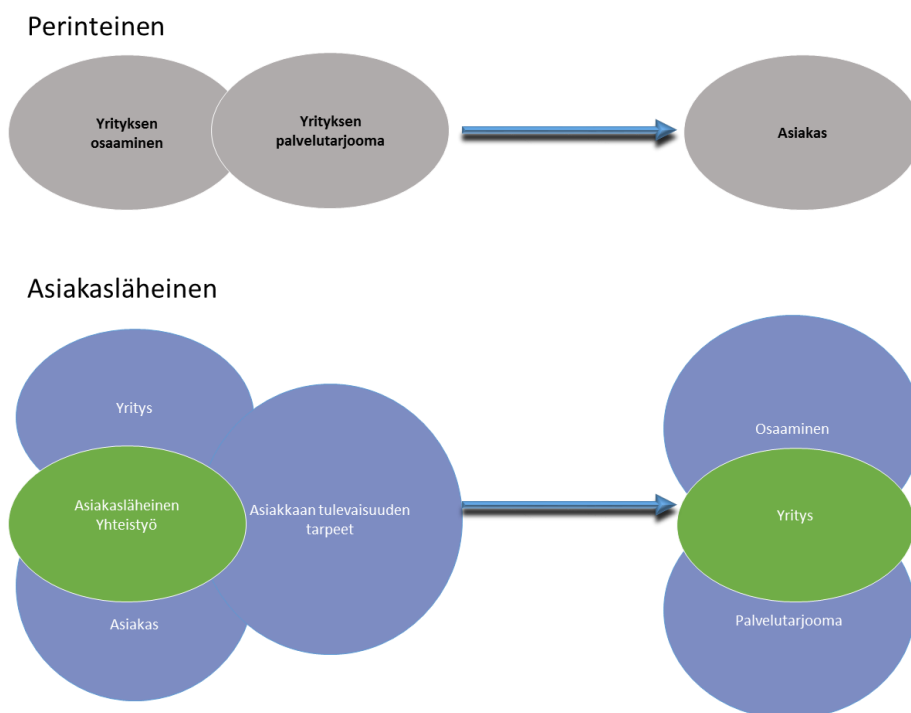 Perinteinen
Yrityksen
osaaminen
Yrityksen
palvelutarjooma
Asiakas
Asiakasläheinen
Yritys
Asiakasläheinen
Yhteistyö
Asiakas
Asiakkaan tulevaisuuden
tarpeet
Osaaminen
Yritys
Palvelutarjooma